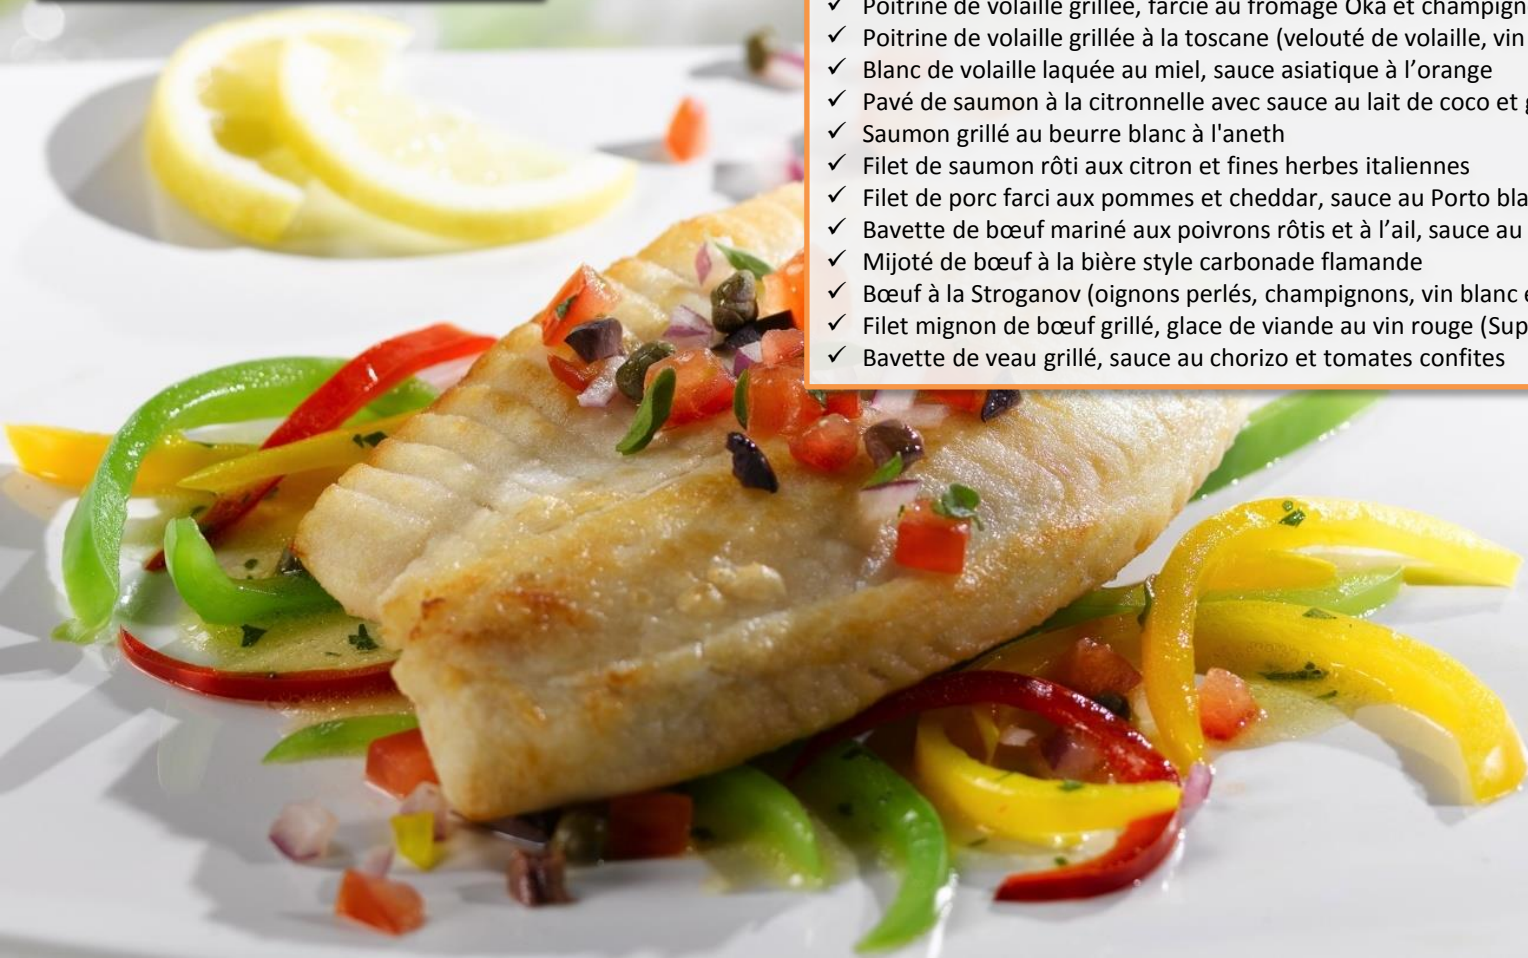 Poitrine de volaille grillée, farcie au fromage Oka et
Poitrine de volaille grillée à la toscane (velouté de volaille, vin
Blanc de volaille laquée au miel, sauce asiatique à l’orange
Pavé de saumon à la citronnelle avec sauce au lait de coco et
Saumon grillé au beurre blanc à l'aneth
Filet de saumon rôti aux citron et fines herbes italiennes
Filet de porc farci aux pommes et cheddar, sauce au Porto
Bavette de bœuf mariné aux poivrons rôtis et à l’ail, sauce au
Mijoté de bœuf à la bière style carbonade flamande
Bœuf à la Stroganov (oignons perlés, champignons, vin blanc
Filet mignon de bœuf grillé, glace de viande au vin rouge
Bavette de veau grillé, sauce au chorizo et tomates confites